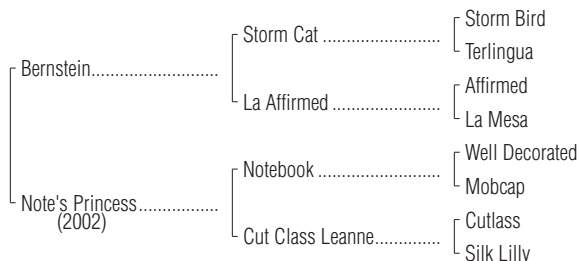 Storm Bird
Storm Cat
Terlingua
Bernstein
Affirmed
La Affirmed
La Mesa
Well Decorated
Notebook
Mobcap
Note's Princess
(2002)
Cutlass
Cut Class Leanne
Silk Lilly